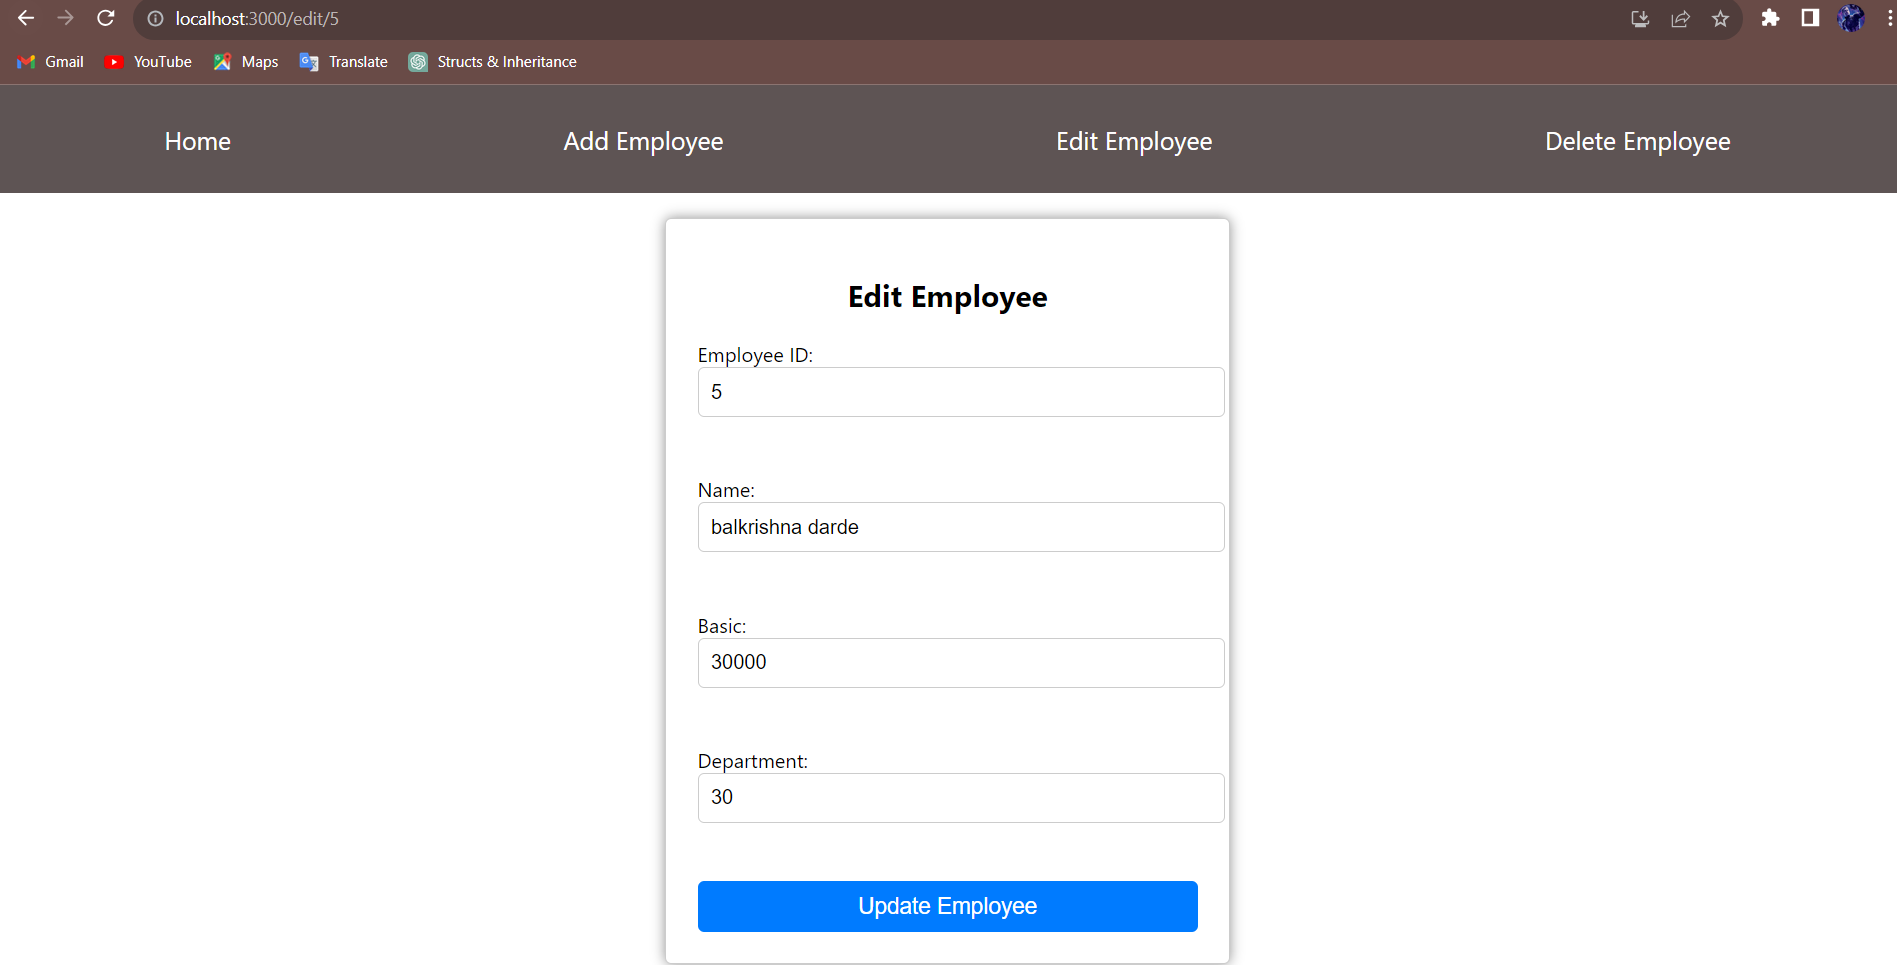 localhost:3000/edit/5
Gmail YouTube Maps Translate Structs & Inheritance
Home Add Employee Edit Employee Delete Employee
Edit Employee
Employee ID:
5
Name:
balkrishna darde
Basic:
30000
Department:
30
Update Employee